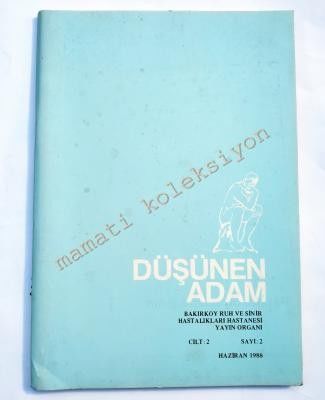 mamati koleksiyon
DÜŞÜNEN
ADAM
BAKIRKÖY RUH VE SİNİR
HASTALIKLARI HASTANESİ
YAYIN ORGANI
CİLT: 2 SAYI: 2
HAZİRAN 1986